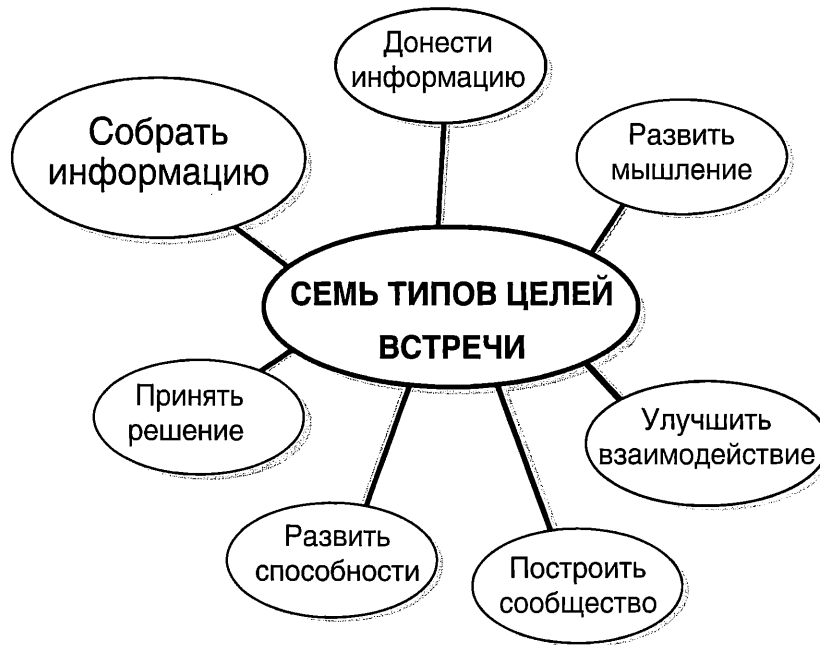 Донести
информацию
Собрать
информацию
Развить
мышление
СЕМЬ ТИПОВ ЦЕЛЕЙ
ВСТРЕЧИ
Принять
решение
Улучшить
взаимодействие
Развить
способности
Построить
сообщество